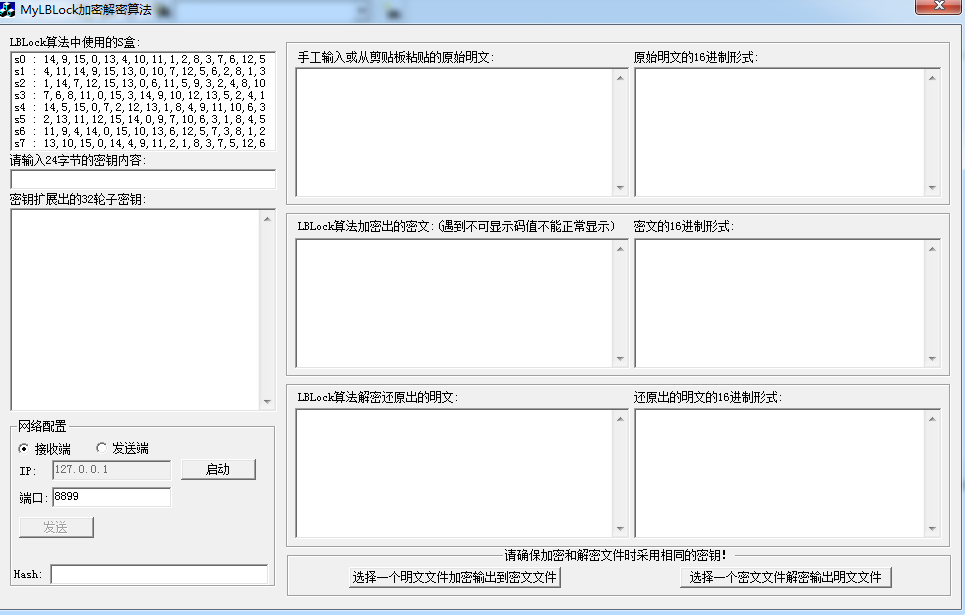 MyLBLock加密解密算法
LBLock算法中使用的S盒:
s0 : 14,9,15,0,13,4,10,11,1,2,8,3,7,6,12,5
s1 : 4,11,14,9,15,13,0,10,7,12,5,6,2,8,1,3
s2 : 1,14,7,12,15,13,0,6,11,5,9,3,2,4,8,10
s3 : 7,6,8,11,0,15,3,14,9,10,12,13,5,2,4,1
s4 : 14,5,15,0,7,2,12,13,1,8,4,9,11,10,6,3
s5 : 2,13,11,12,15,14,0,9,7,10,6,3,1,8,4,5
s6 : 11,9,4,14,0,15,10,13,6,12,5,7,3,8,1,2
s7 : 13,10,15,0,14,4,9,11,2,1,8,3,7,5,12,6
请输入24字节的密钥内容:
密钥扩展出的32轮子密钥:
网络配置
接收端 发送端
IP: 127.0.0.1 启动
端口: 8899
发送
Hash:
手工输入或从剪贴板粘贴的原始明文: 原始明文的16进制形式:
LBLock算法加密出的密文:(遇到不可显示码值不能正常显示) 密文的16进制形式:
LBLock算法解密还原出的明文: 还原出的明文的16进制形式:
请确保加密和解密文件时采用相同的密钥!
选择一个明文文件加密输出到密文文件 选择一个密文文件解密输出明文文件